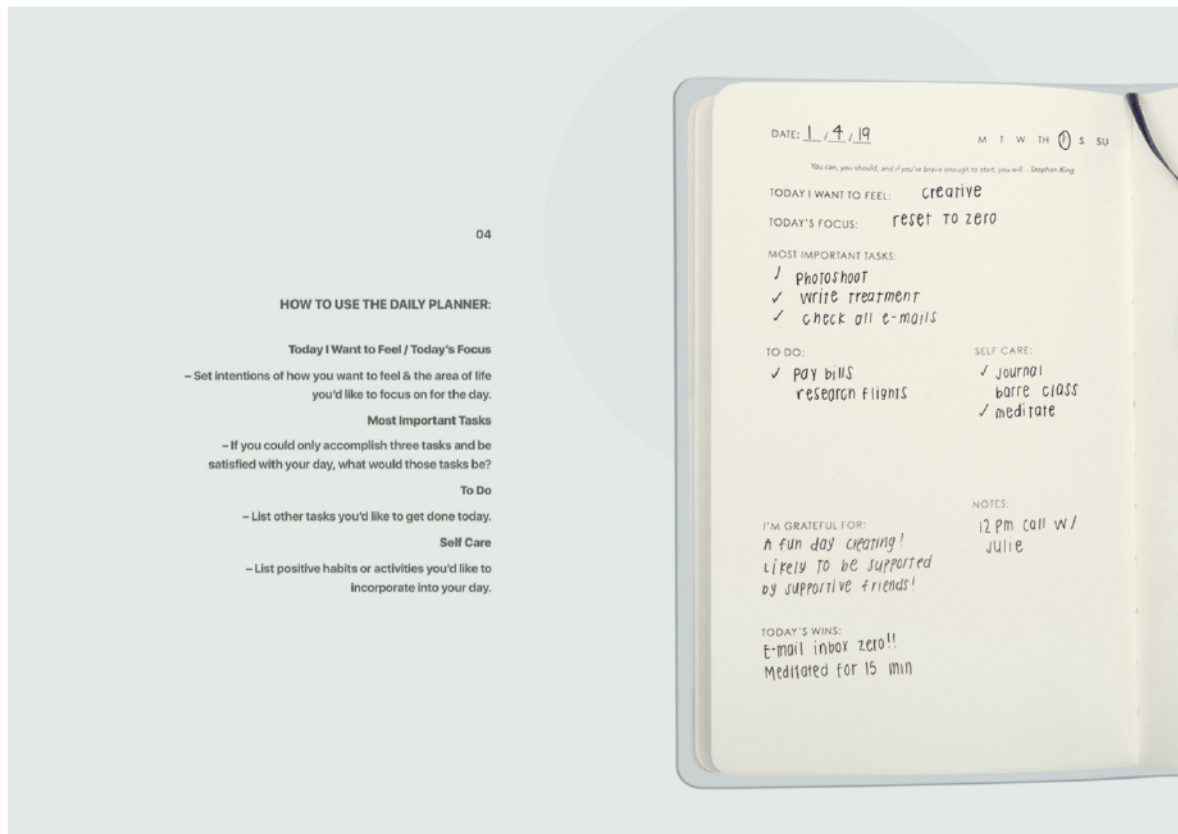 04
HOW TO USE THE DAILY PLANNER:
Today I Want to Feel / Today's Focus
– Set intentions of how you want to feel & the area of life
you'd like to focus on for the day.
Most Important Tasks
– If you could only accomplish three tasks and be
satisfied with your day, what would those tasks be?
To Do
– List other tasks you'd like to get done today.
Self Care
– List positive habits or activities you'd like to
incorporate into your day.
DATE: 1 / 4 / 19
M T W TH F S SU
You can, you should, and if you're brave enough to start, you will. - Stephen King
TODAY I WANT TO FEEL: creative
TODAY'S FOCUS: reset to zero
MOST IMPORTANT TASKS:
✓ Photoshoot
✓ write treatment
✓ check all e-mails
TO DO:
✓ pay bills
research flights
SELF CARE:
✓ journal
barre class
✓ meditate
NOTES:
12 pm call w/
Julie
I'M GRATEFUL FOR:
A fun day creating!
Likely to be supported
by supportive friends!
TODAY'S WINS:
E-mail inbox zero!!
Meditated for 15 min